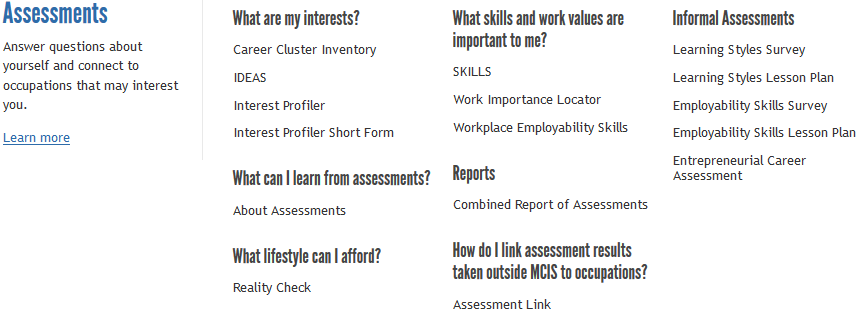 Assessments
Answer questions about
yourself and connect to
occupations that may interest
you.
Learn more
What are my interests?
Career Cluster Inventory
IDEAS
Interest Profiler
Interest Profiler Short Form
What can I learn from assessments?
About Assessments
What lifestyle can I afford?
Reality Check
What skills and work values are
important to me?
SKILLS
Work Importance Locator
Workplace Employability Skills
Reports
Combined Report of Assessments
How do I link assessment results
taken outside MCIS to occupations?
Assessment Link
Informal Assessments
Learning Styles Survey
Learning Styles Lesson Plan
Employability Skills Survey
Employability Skills Lesson Plan
Entrepreneurial Career
Assessment